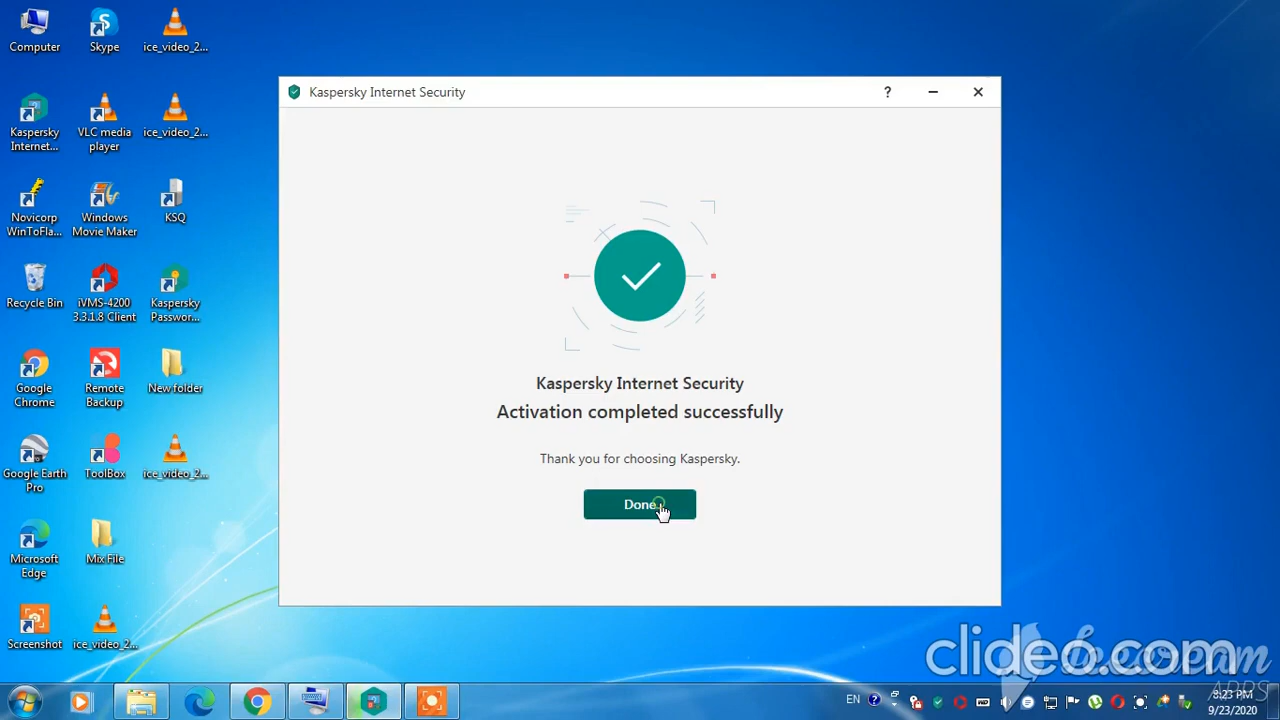 Computer
Skype
ice_video_2...
Kaspersky Internet Security
Kaspersky
Internet...
VLC media
player
ice_video_2...
Novicorp
WinToFla...
Windows
Movie Maker
KSQ
Recycle Bin
iVMS-4200
3.3.1.8 Client
Kaspersky
Passwor...
Google
Chrome
Remote
Backup
New folder
Kaspersky Internet Security
Activation completed successfully
Thank you for choosing Kaspersky.
Done
Google Earth
Pro
ToolBox
ice_video_2...
Microsoft
Edge
Mix File
Screenshot
ice_video_2...
clideo.com
Icecream
APPS
EN
8:23 PM
9/23/2020